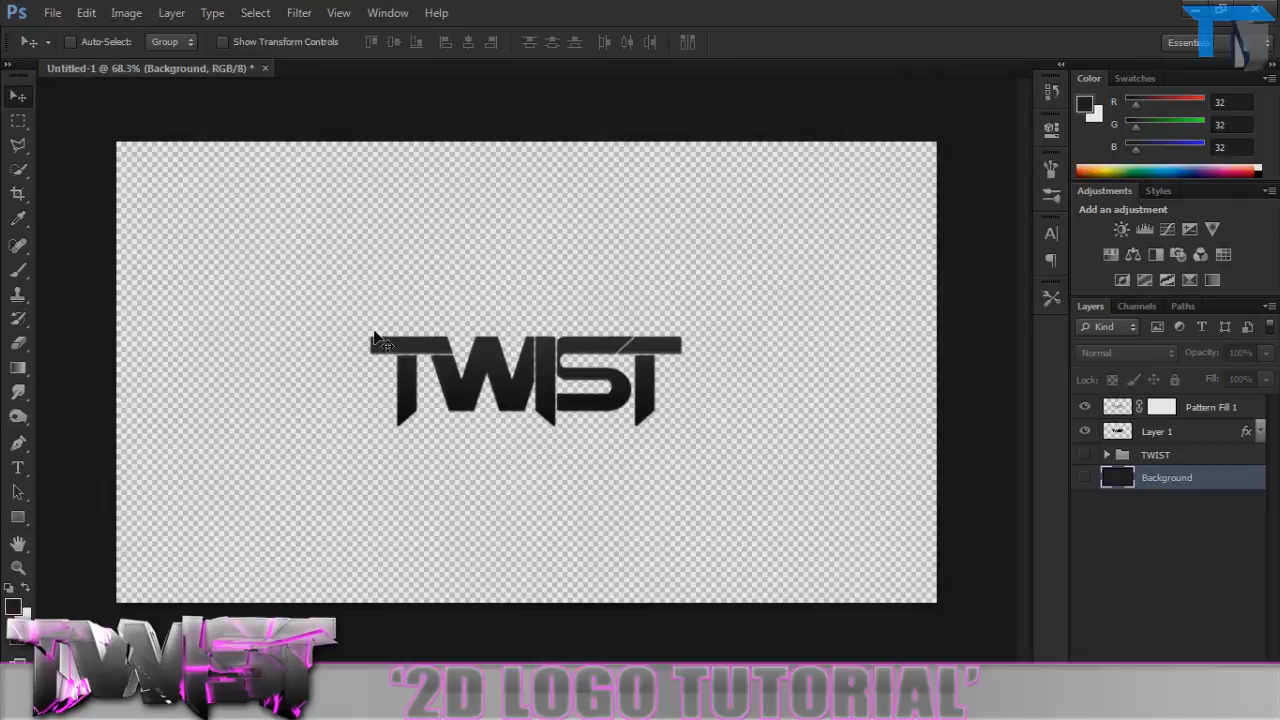 Ps File Edit Image Layer Type Select Filter View Window Help
Auto-Select: Group Show Transform Controls
Untitled-1 @ 68.3% (Background, RGB/8) * ×
Color Swatches
R 32
G 32
B 32
Adjustments Styles
Add an adjustment
Layers Channels Paths
Kind
Normal Opacity: 100%
Lock: Fill: 100%
Pattern Fill 1
Layer 1 fx
TWIST
Background
TWIST
TWIST
'2D LOGO TUTORIAL'